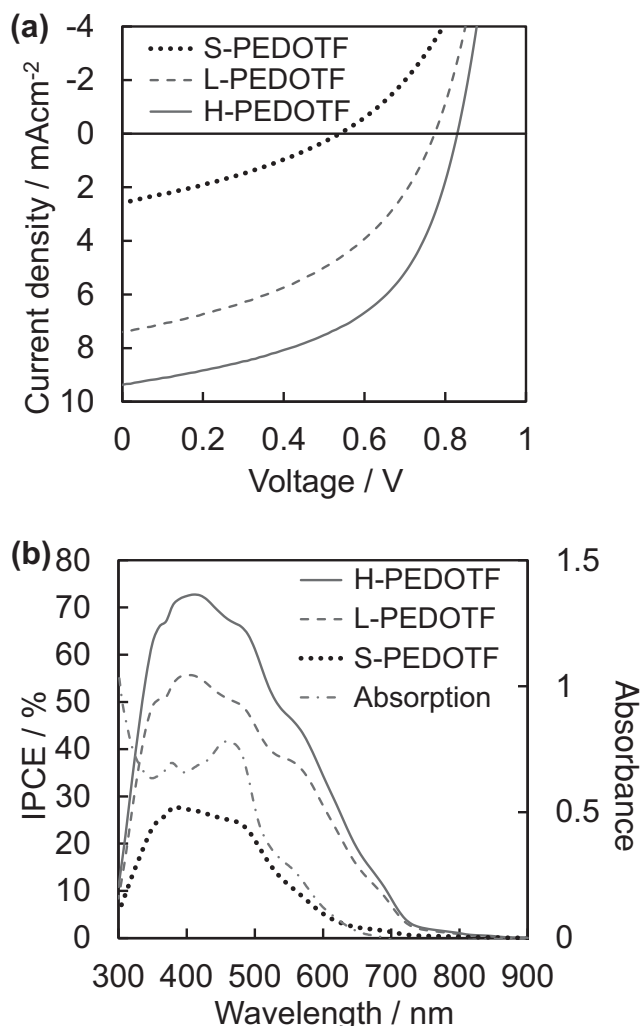 (a)
-4
-2
0
2
4
6
8
10
Current density / mAcm⁻²
S-PEDOTF
L-PEDOTF
H-PEDOTF
0 0.2 0.4 0.6 0.8 1
Voltage / V
(b)
80
70
60
50
40
30
20
10
0
IPCE / %
H-PEDOTF
L-PEDOTF
S-PEDOTF
Absorption
1.5
1
0.5
0
Absorbance
300 400 500 600 700 800 900
Wavelength / nm